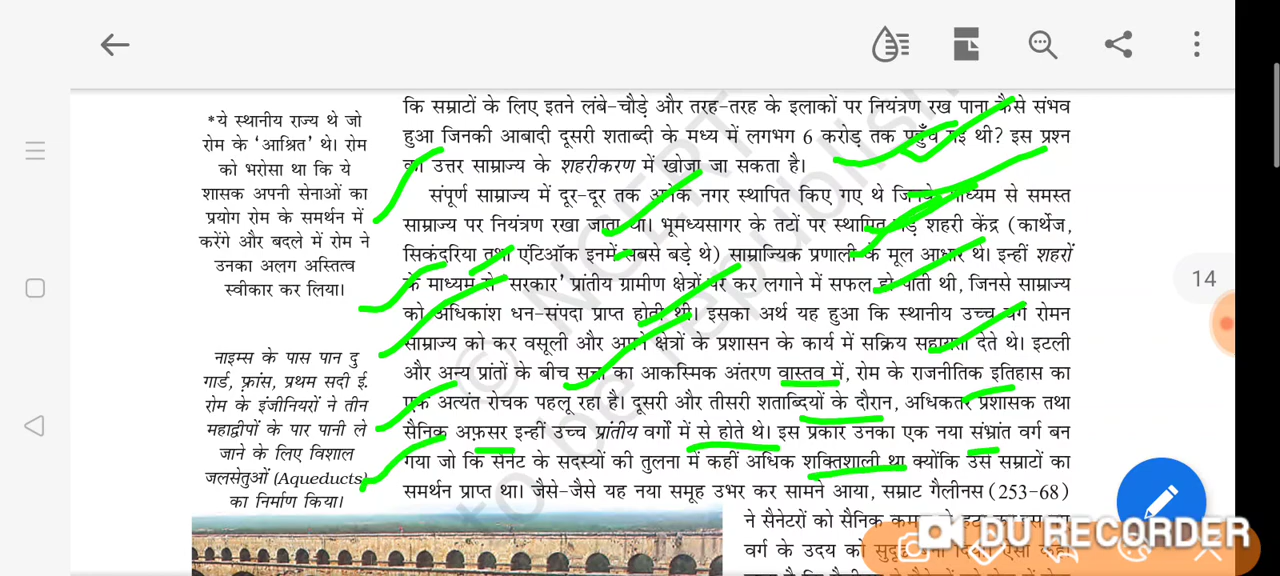 *ये स्थानीय राज्य थे जो
रोम के 'आश्रित' थे। रोम
को भरोसा था कि ये
शासक अपनी सेनाओं का
प्रयोग रोम के समर्थन में
करेंगे और बदले में रोम ने
उनका अलग अस्तित्व
स्वीकार कर लिया।
नाइम्स के पास पान दु
गार्ड, फ़्रांस, प्रथम सदी ई.
रोम के इंजीनियरों ने तीन
महाद्वीपों के पार पानी ले
जाने के लिए विशाल
जलसेतुओं (Aqueducts)
का निर्माण किया।
कि सम्राटों के लिए इतने लंबे-चौड़े और तरह-तरह के इलाकों पर नियंत्रण रख पाना कैसे संभव
हुआ जिनकी आबादी दूसरी शताब्दी के मध्य में लगभग 6 करोड़ तक पहुँच गई थी? इस प्रश्न
का उत्तर साम्राज्य के शहरीकरण में खोजा जा सकता है।
संपूर्ण साम्राज्य में दूर-दूर तक अनेक नगर स्थापित किए गए थे जिनके माध्यम से समस्त
साम्राज्य पर नियंत्रण रखा जाता था। भूमध्यसागर के तटों पर स्थापित बड़े शहरी केंद्र (कार्थेज,
सिकंदरिया तथा एंटिऑक इनमें सबसे बड़े थे) साम्राज्यिक प्रणाली के मूल आधार थे। इन्हीं शहरों
के माध्यम से 'सरकार' प्रांतीय ग्रामीण क्षेत्रों पर कर लगाने में सफल हो पाती थी, जिनसे साम्राज्य
को अधिकांश धन-संपदा प्राप्त होती थी। इसका अर्थ यह हुआ कि स्थानीय उच्च वर्ग रोमन
साम्राज्य को कर वसूली और अपने क्षेत्रों के प्रशासन के कार्य में सक्रिय सहायता देते थे। इटली
और अन्य प्रांतों के बीच सत्ता का आकस्मिक अंतरण वास्तव में, रोम के राजनीतिक इतिहास का
एक अत्यंत रोचक पहलू रहा है। दूसरी और तीसरी शताब्दियों के दौरान, अधिकतर प्रशासक तथा
सैनिक अफ़सर इन्हीं उच्च प्रांतीय वर्गों में से होते थे। इस प्रकार उनका एक नया संभ्रांत वर्ग बन
गया जो कि सैनेट के सदस्यों की तुलना में कहीं अधिक शक्तिशाली था क्योंकि उसे सम्राटों का
समर्थन प्राप्त था। जैसे-जैसे यह नया समूह उभर कर सामने आया, सम्राट गैलीनस (253-68)
ने सैनेटरों को सैनिक
वर्ग के उदय को सुदृढ़
14
© NCERT
to be republished
DU RECORDER